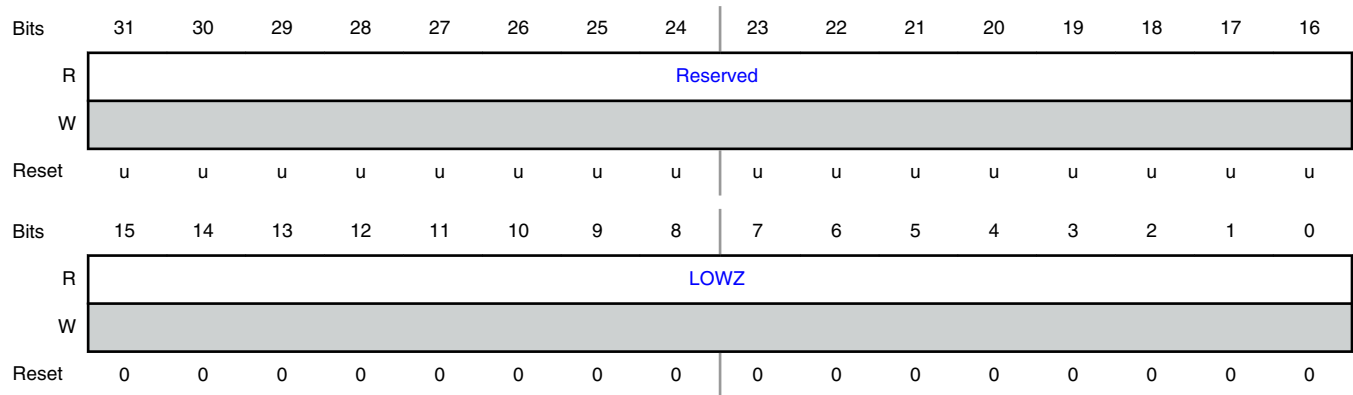 Bits 31 30 29 28 27 26 25 24 23 22 21 20 19 18 17 16
R Reserved
W
Reset u u u u u u u u u u u u u u u u
Bits 15 14 13 12 11 10 9 8 7 6 5 4 3 2 1 0
R LOWZ
W
Reset 0 0 0 0 0 0 0 0 0 0 0 0 0 0 0 0